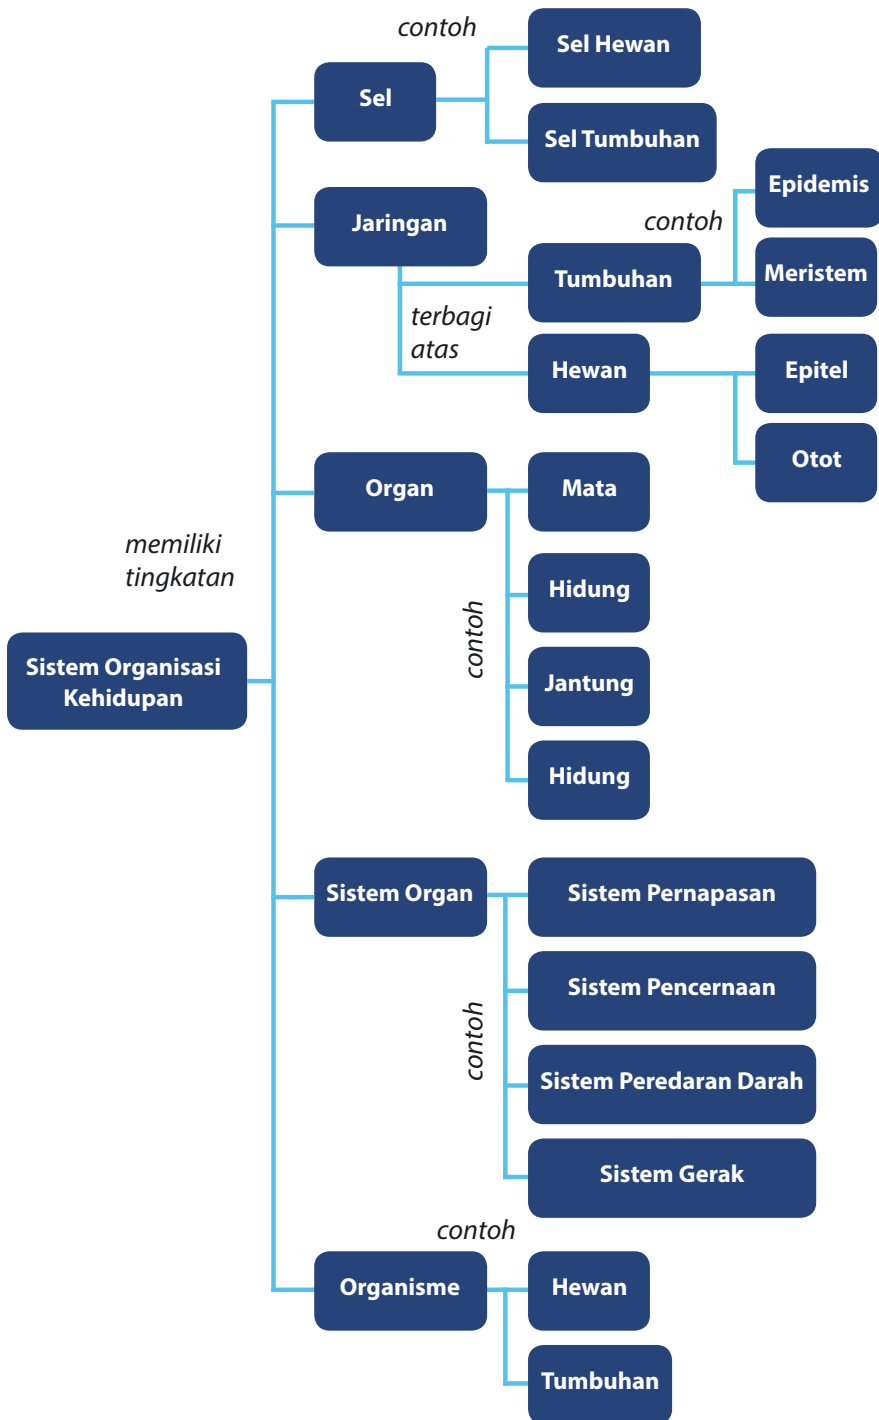 contoh
Sel Hewan
Sel
Sel Tumbuhan
Epidemis
Jaringan
contoh
Meristem
Tumbuhan
terbagi
atas
Hewan
Epitel
Otot
Organ
Mata
memiliki
tingkatan
Hidung
contoh
Sistem Organisasi
Kehidupan
Jantung
Hidung
Sistem Organ
Sistem Pernapasan
Sistem Pencernaan
contoh
Sistem Peredaran Darah
Sistem Gerak
contoh
Organisme
Hewan
Tumbuhan